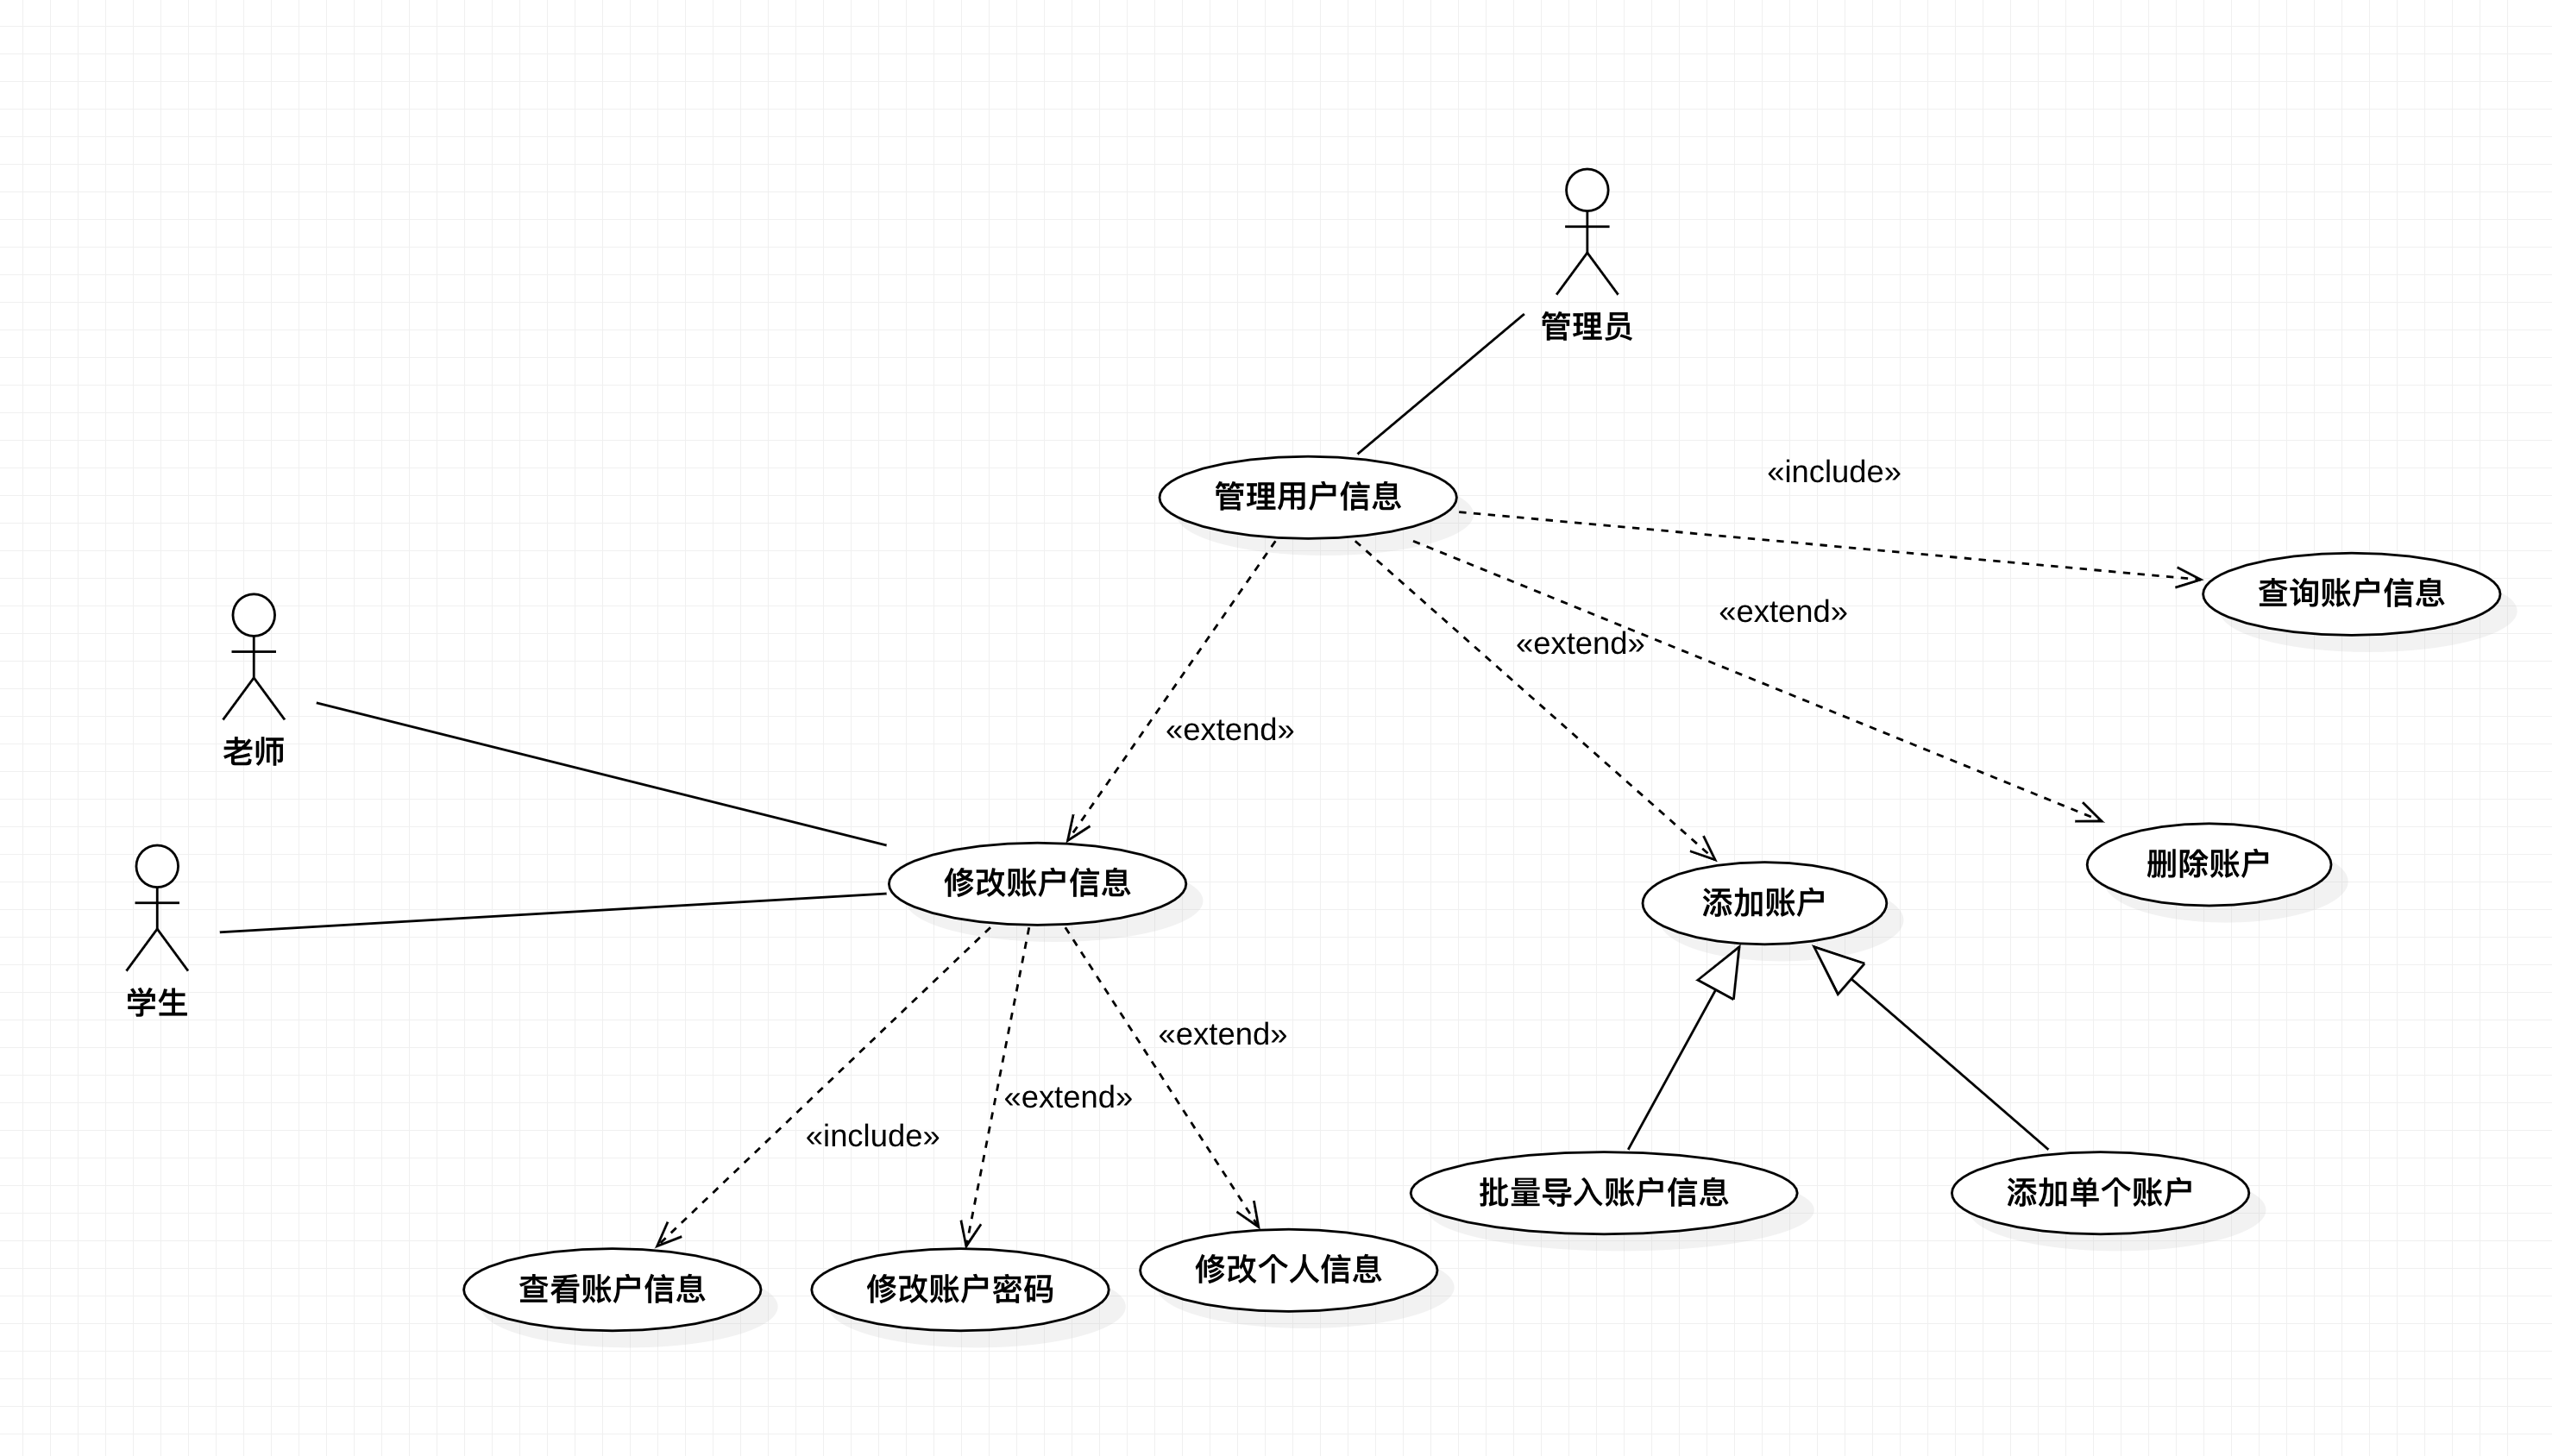 管理员
«include»
管理用户信息
查询账户信息
«extend»
«extend»
«extend»
老师
修改账户信息
添加账户
删除账户
学生
«extend»
«extend»
«include»
批量导入账户信息
添加单个账户
查看账户信息
修改账户密码
修改个人信息